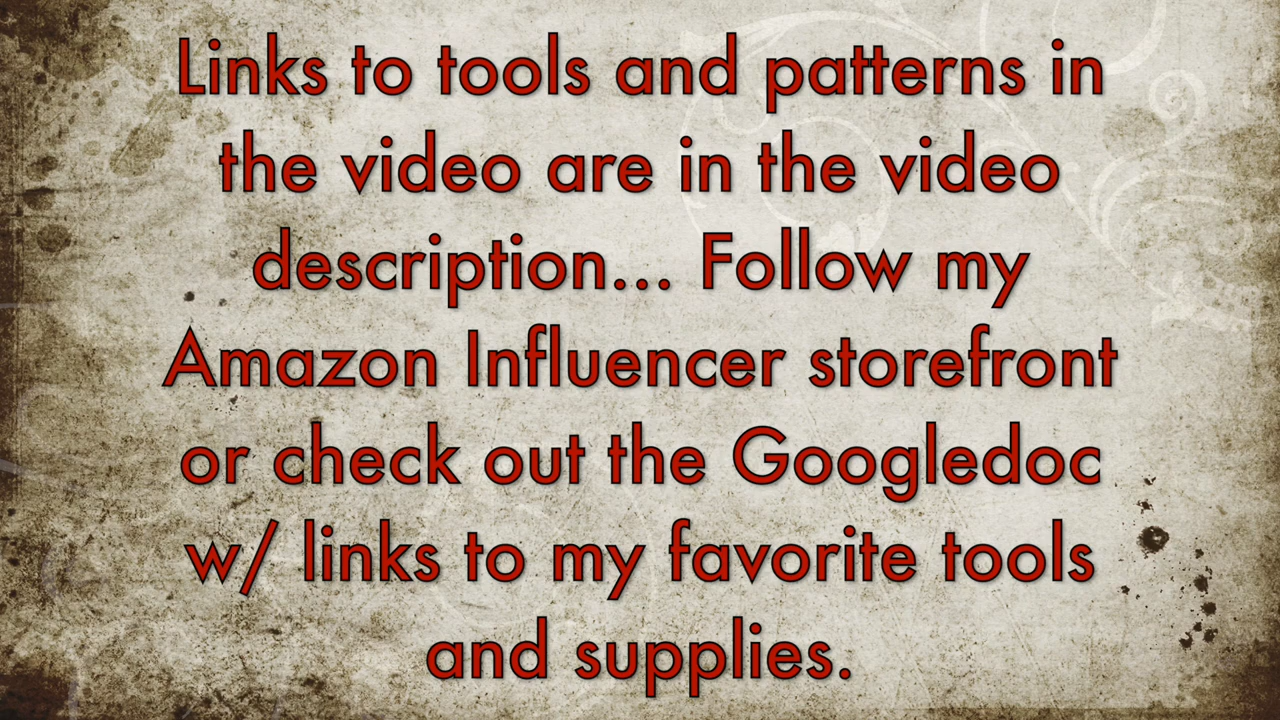 Links to tools and patterns in
the video are in the video
description... Follow my
Amazon Influencer storefront
or check out the Googledoc
w/ links to my favorite tools
and supplies.